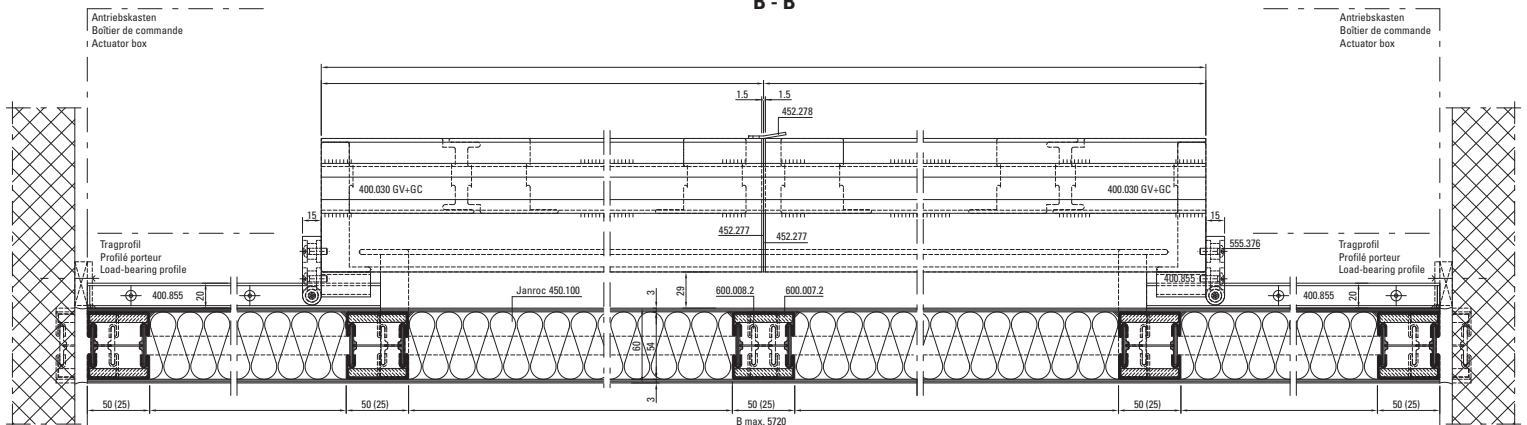 B - B
Antriebskasten
Boîtier de commande
Actuator box
Antriebskasten
Boîtier de commande
Actuator box
1.5
1.5
452.278
400.030 GV+GC
400.030 GV+GC
15
15
452.277
452.277
555.376
Tragprofil
Profilé porteur
Load-bearing profile
Tragprofil
Profilé porteur
Load-bearing profile
400.855
400.855
20
Janroc 450.100
3
29
600.008.2
600.007.2
400.855
20
60
54
3
50 (25)
50 (25)
50 (25)
50 (25)
50 (25)
B max. 5720